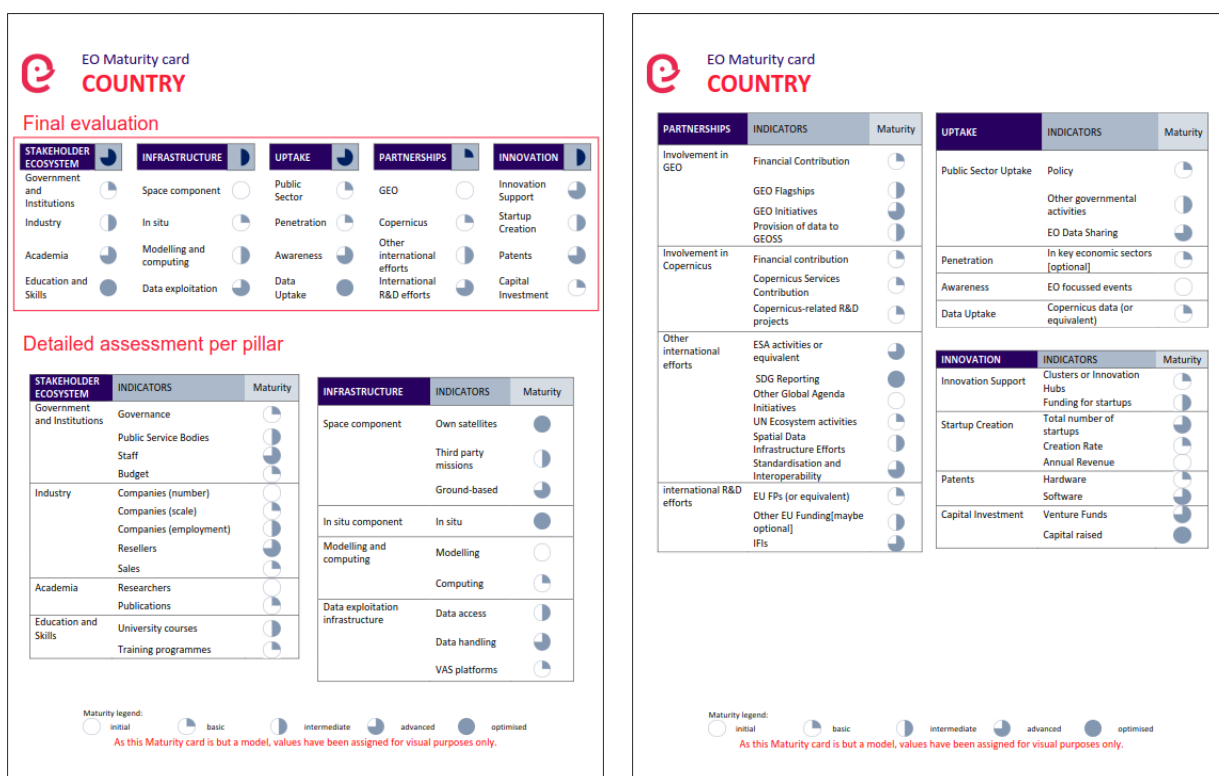 EO Maturity card
COUNTRY
Final evaluation
STAKEHOLDER
ECOSYSTEM
Government
and
Institutions
Industry
Academia
Education and
Skills
INFRASTRUCTURE
Space component
In situ
Modelling and
computing
Data exploitation
UPTAKE
Public
Sector
Penetration
Awareness
Data
Uptake
PARTNERSHIPS
GEO
Copernicus
Other
international
efforts
International
R&D efforts
INNOVATION
Innovation
Support
Startup
Creation
Patents
Capital
Investment
Detailed assessment per pillar
STAKEHOLDER
ECOSYSTEM
INDICATORS
Maturity
Government
and Institutions
Governance
Public Service Bodies
Staff
Budget
Industry
Companies (number)
Companies (scale)
Companies (employment)
Resellers
Sales
Academia
Researchers
Publications
Education and
Skills
University courses
Training programmes
INFRASTRUCTURE
INDICATORS
Maturity
Space component
Own satellites
Third party
missions
Ground-based
In situ component
In situ
Modelling and
computing
Modelling
Computing
Data exploitation
infrastructure
Data access
Data handling
VAS platforms
Maturity legend:
initial
basic
intermediate
advanced
optimised
As this Maturity card is but a model, values have been assigned for visual purposes only.
EO Maturity card
COUNTRY
PARTNERSHIPS
INDICATORS
Maturity
Involvement in
GEO
Financial Contribution
GEO Flagships
GEO Initiatives
Provision of data to
GEOSS
Involvement in
Copernicus
Financial contribution
Copernicus Services
Contribution
Copernicus-related R&D
projects
Other
international
efforts
ESA activities or
equivalent
SDG Reporting
Other Global Agenda
Initiatives
UN Ecosystem activities
Spatial Data
Infrastructure Efforts
Standardisation and
Interoperability
international R&D
efforts
EU FPs (or equivalent)
Other EU Funding[maybe
optional]
IFIs
UPTAKE
INDICATORS
Maturity
Public Sector Uptake
Policy
Other governmental
activities
EO Data Sharing
Penetration
In key economic sectors
[optional]
Awareness
EO focussed events
Data Uptake
Copernicus data (or
equivalent)
INNOVATION
INDICATORS
Maturity
Innovation Support
Clusters or Innovation
Hubs
Funding for startups
Startup Creation
Total number of
startups
Creation Rate
Annual Revenue
Patents
Hardware
Software
Capital Investment
Venture Funds
Capital raised
Maturity legend:
initial
basic
intermediate
advanced
optimised
As this Maturity card is but a model, values have been assigned for visual purposes only.